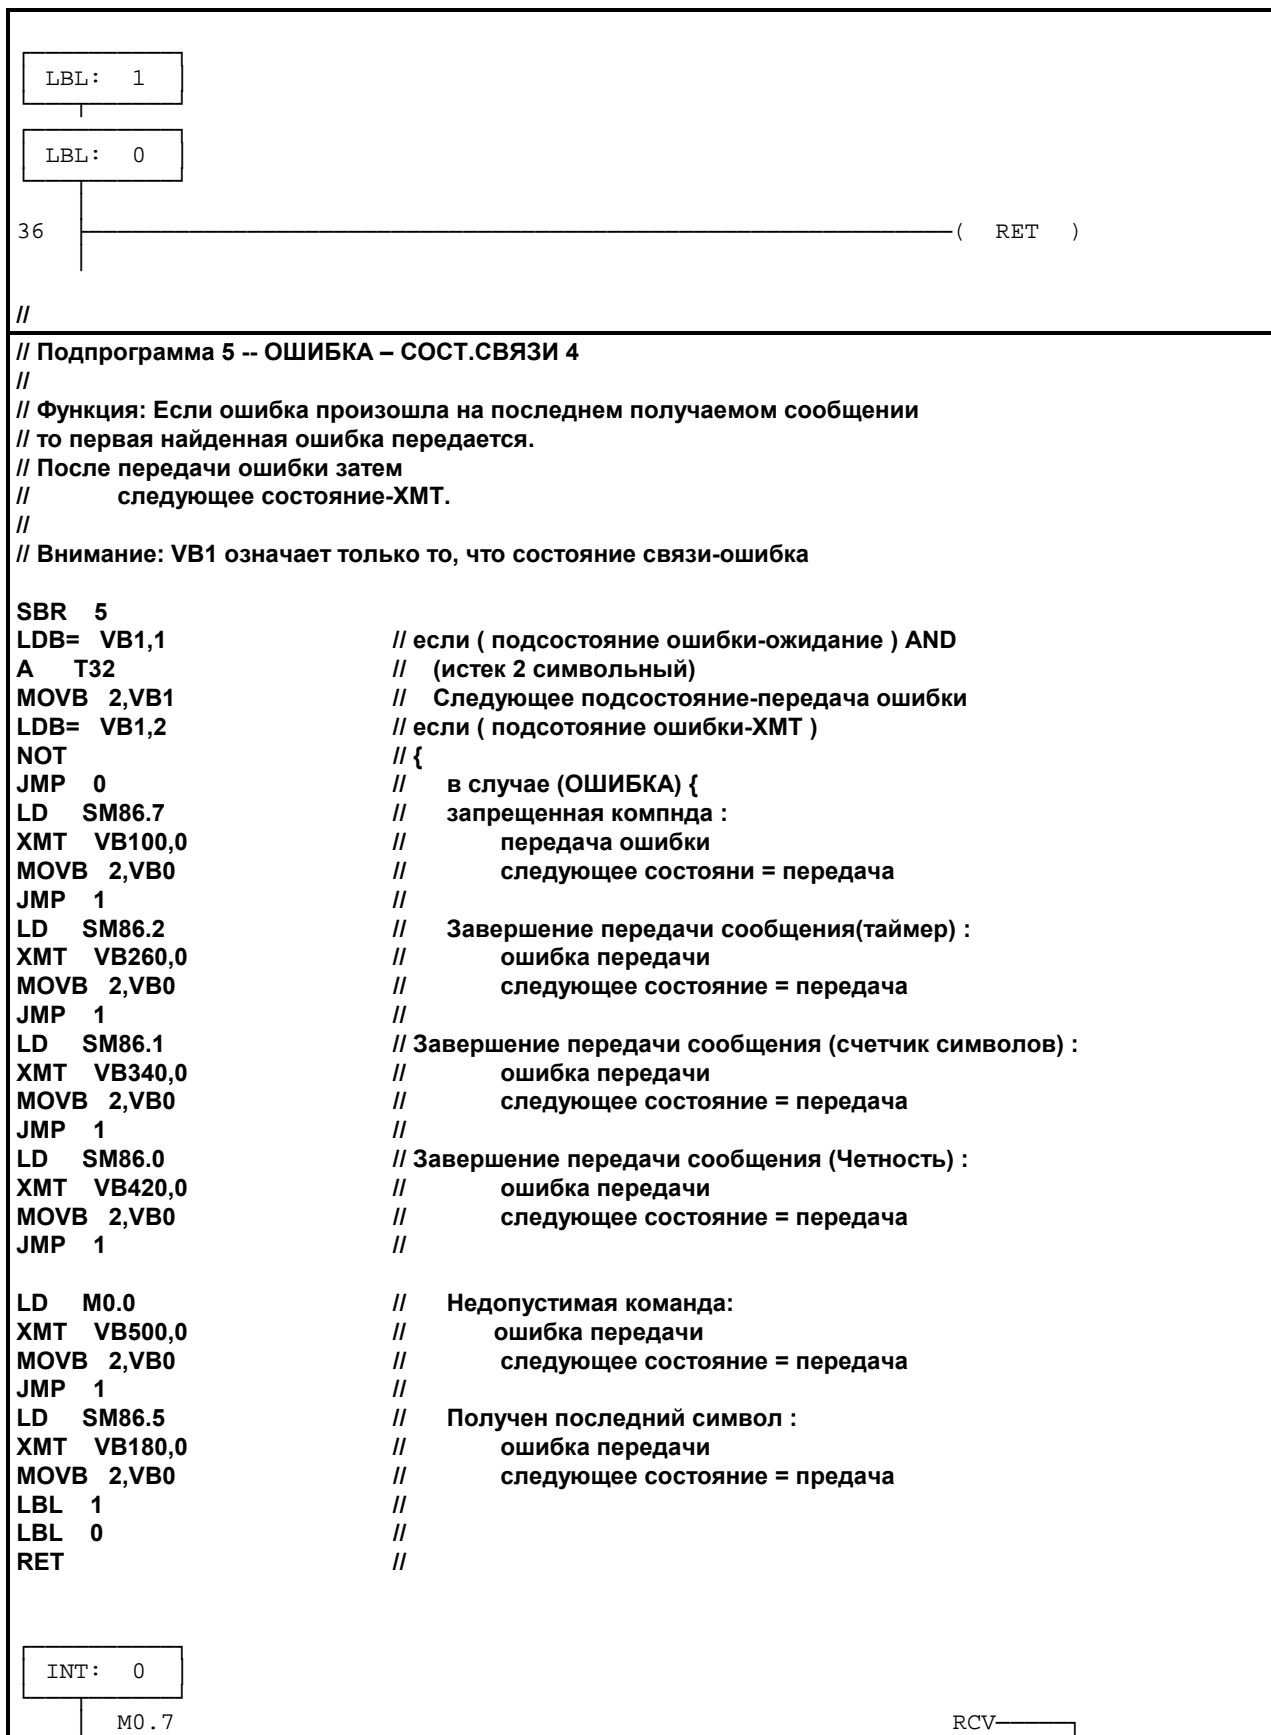 LBL: 1
LBL: 0
36 ( RET )
//
// Подпрограмма 5 -- ОШИБКА – СОСТ.СВЯЗИ 4
//
// Функция: Если ошибка произошла на последнем получаемом сообщении
// то первая найденная ошибка передается.
// После передачи ошибки затем
// следующее состояние-XMT.
//
// Внимание: VB1 означает только то, что состояние связи-ошибка
SBR 5
LDB= VB1,1 // если ( подсостояние ошибки-ожидание ) AND
A T32 // (истек 2 символьный)
MOVB 2,VB1 // Следующее подсостояние-передача ошибки
LDB= VB1,2 // если ( подсотояние ошибки-XMT )
NOT // {
JMP 0 // в случае (ОШИБКА) {
LD SM86.7 // запрещенная компнда :
XMT VB100,0 // передача ошибки
MOVB 2,VB0 // следующее состояни = передача
JMP 1 //
LD SM86.2 // Завершение передачи сообщения(таймер) :
XMT VB260,0 // ошибка передачи
MOVB 2,VB0 // следующее состояние = передача
JMP 1 //
LD SM86.1 // Завершение передачи сообщения (счетчик символов) :
XMT VB340,0 // ошибка передачи
MOVB 2,VB0 // следующее состояние = передача
JMP 1 //
LD SM86.0 // Завершение передачи сообщения (Четность) :
XMT VB420,0 // ошибка передачи
MOVB 2,VB0 // следующее состояние = передача
JMP 1 //
LD M0.0 // Недопустимая команда:
XMT VB500,0 // ошибка передачи
MOVB 2,VB0 // следующее состояние = передача
JMP 1 //
LD SM86.5 // Получен последний символ :
XMT VB180,0 // ошибка передачи
MOVB 2,VB0 // следующее состояние = предача
LBL 1 //
LBL 0 //
RET //
INT: 0
M0.7 RCV